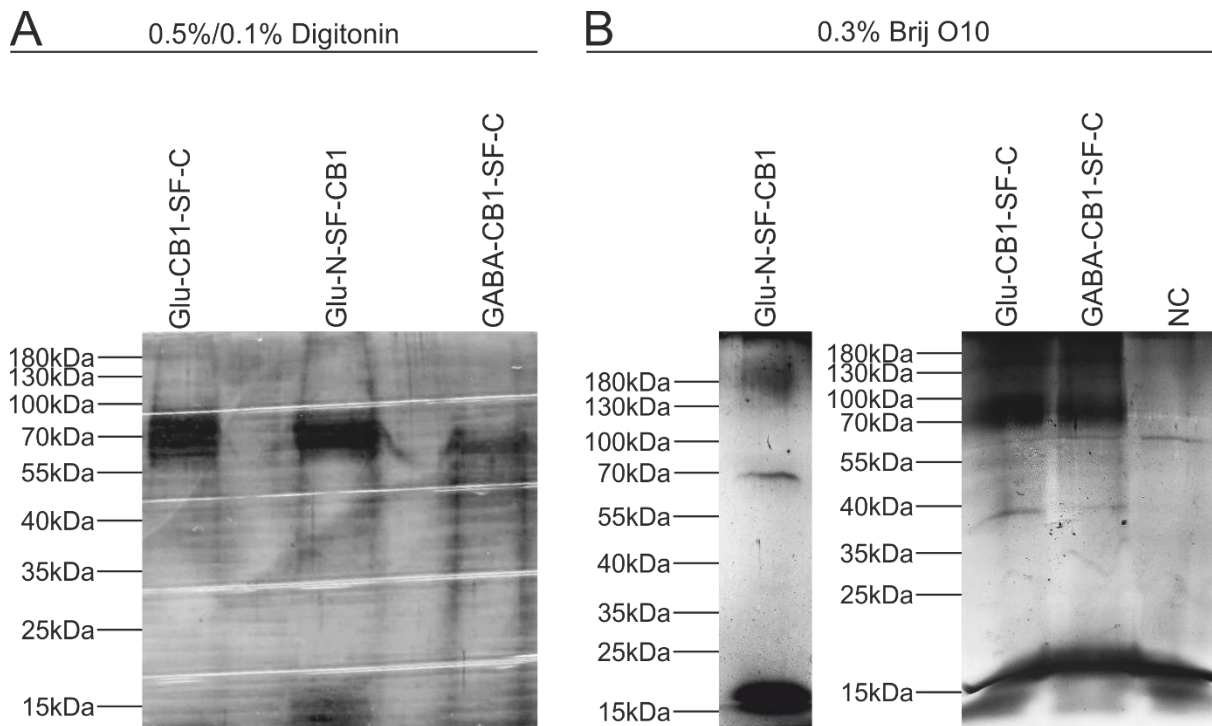 A
0.5%/0.1% Digitonin
Glu-CB1-SF-C
Glu-N-SF-CB1
GABA-CB1-SF-C
180kDa
130kDa
100kDa
70kDa
55kDa
40kDa
35kDa
25kDa
15kDa
B
0.3% Brij O10
Glu-N-SF-CB1
180kDa
130kDa
100kDa
70kDa
55kDa
40kDa
35kDa
25kDa
15kDa
Glu-CB1-SF-C
GABA-CB1-SF-C
NC
180kDa
130kDa
100kDa
70kDa
55kDa
40kDa
35kDa
25kDa
15kDa